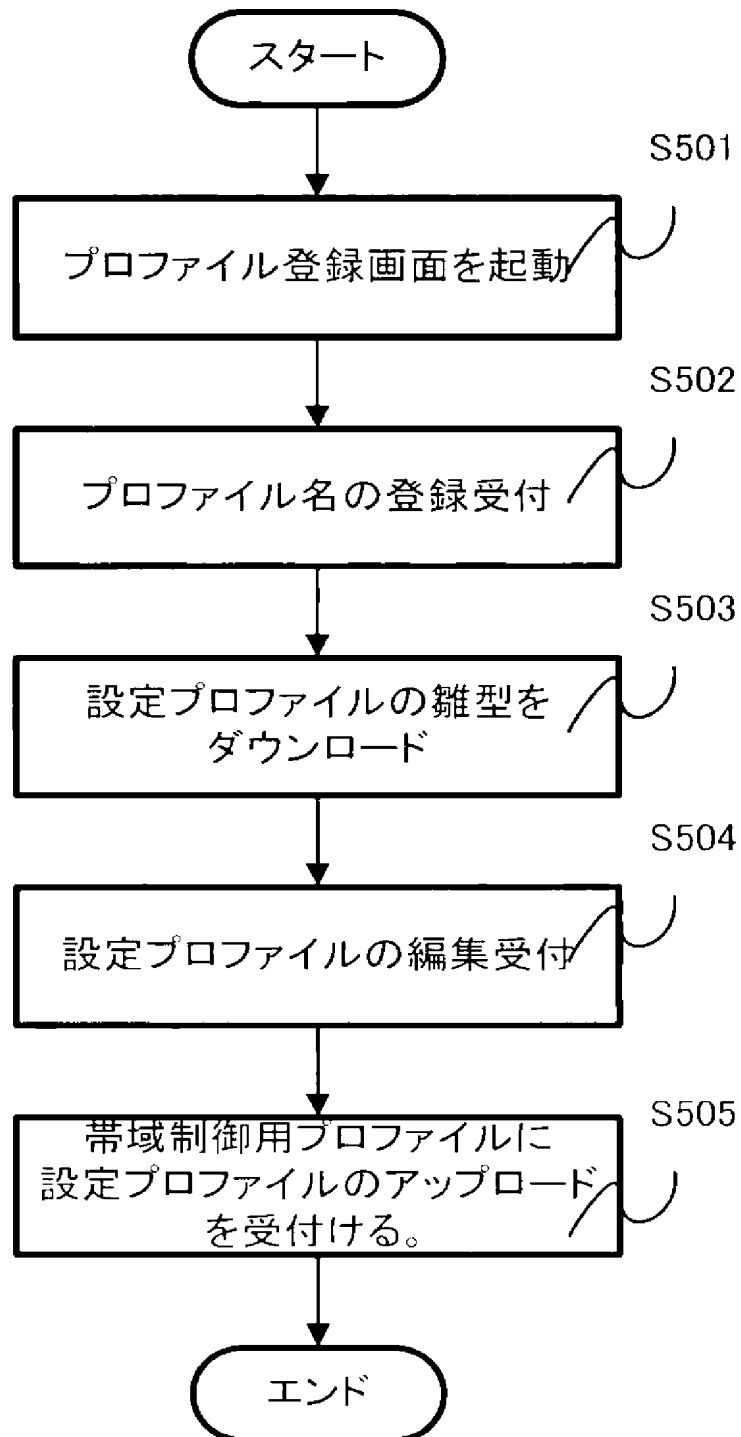 スタート
S501
プロファイル登録画面を起動
S502
プロファイル名の登録受付
S503
設定プロファイルの雛型を
ダウンロード
S504
設定プロファイルの編集受付
S505
帯域制御用プロファイルに
設定プロファイルのアップロード
を受付ける。
エンド